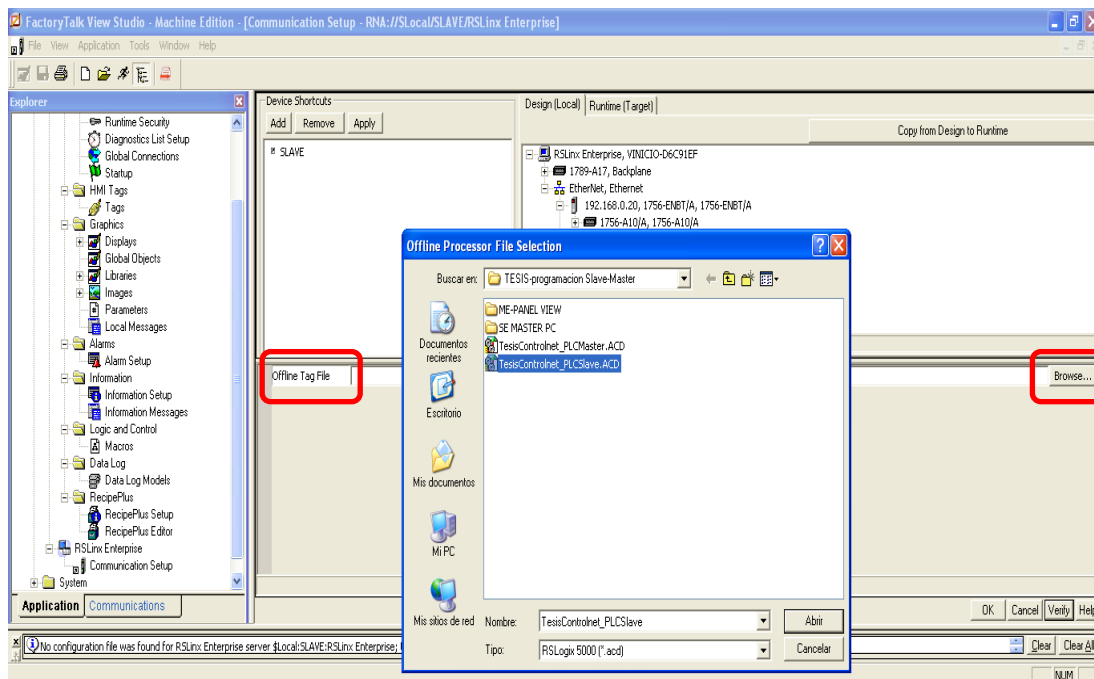 FactoryTalk View Studio - Machine Edition - [Communication Setup - RNA://$Local/SLAVE/RSLinx Enterprise]
File View Application Tools Window Help
Explorer
Runtime Security
Diagnostics List Setup
Global Connections
Startup
HMI Tags
Tags
Graphics
Displays
Global Objects
Libraries
Images
Parameters
Local Messages
Alarms
Alarm Setup
Information
Information Setup
Information Messages
Logic and Control
Macros
Data Log
Data Log Models
RecipePlus
RecipePlus Setup
RecipePlus Editor
RSLinx Enterprise
Communication Setup
System
Application Communications
Device Shortcuts
Add Remove Apply
SLAVE
Design (Local) Runtime (Target)
Copy from Design to Runtime
RSLinx Enterprise, VINICIO-D6C91EF
1789-A17, Backplane
EtherNet, Ethernet
192.168.0.20, 1756-ENBT/A, 1756-ENBT/A
1756-A10/A, 1756-A10/A
Offline Tag File
Browse...
Offline Processor File Selection
Buscar en: TESIS-programacion Slave-Master
Documentos recientes
Escritorio
Mis documentos
Mi PC
Mis sitios de red
ME-PANEL VIEW
SE MASTER PC
TesisControlnet_PLCMaster.ACD
TesisControlnet_PLCSlave.ACD
Nombre: TesisControlnet_PLCSlave Abrir
Tipo: RSLogix 5000 (*.acd) Cancelar
OK Cancel Verify Help
No configuration file was found for RSLinx Enterprise server $Local:SLAVE:RSLinx Enterprise;
Clear Clear All
NUM